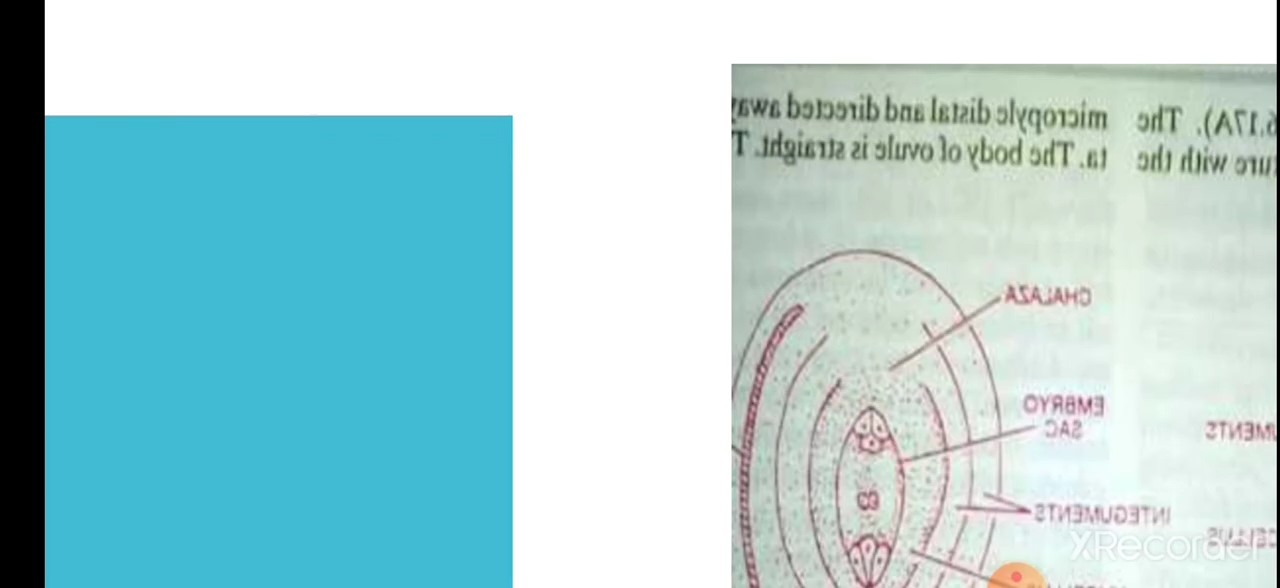 6.17A). The micropyle distal and directed away
ture with the ta. The body of ovule is straight. T
CHALAZA
EMBRYO
SAC
INTEGUMENTS
XRecorder